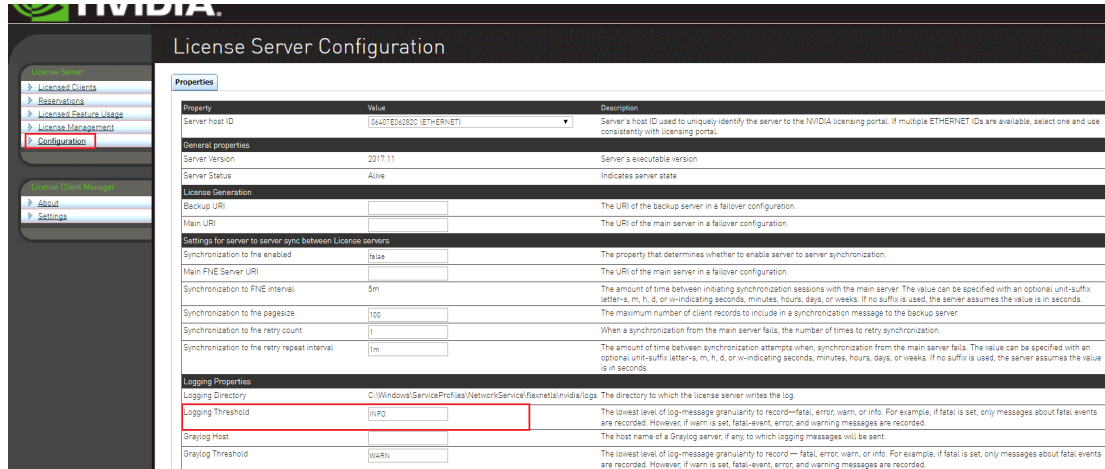 NVIDIA.
License Server Configuration
License Server
Licensed Clients
Reservations
Licensed Feature Usage
License Management
Configuration
License Client Manager
About
Settings
Properties
Property Value Description
Server host ID 06407E06282C (ETHERNET) Server's host ID used to uniquely identify the server to the NVIDIA licensing portal. If multiple ETHERNET IDs are available, select one and use
consistently with licensing portal.
General properties
Server Version 2017.11 Server's executable version
Server Status Alive Indicates server state
License Generation
Backup URI The URI of the backup server in a failover configuration.
Main URI The URI of the main server in a failover configuration.
Settings for server to server sync between License servers
Synchronization to fne enabled false The property that determines whether to enable server to server synchronization.
Main FNE Server URI The URI of the main server in a failover configuration.
Synchronization to FNE interval 5m The amount of time between initiating synchronization sessions with the main server. The value can be specified with an optional unit-suffix
letter-s, m, h, d, or w-indicating seconds, minutes, hours, days, or weeks. If no suffix is used, the server assumes the value is in seconds.
Synchronization to fne pagesize 100 The maximum number of client records to include in a synchronization message to the backup server.
Synchronization to fne retry count 1 When a synchronization from the main server fails, the number of times to retry synchronization.
Synchronization to fne retry repeat interval 1m The amount of time between synchronization attempts when, synchronization from the main server fails. The value can be specified with an
optional unit-suffix letter-s, m, h, d, or w-indicating seconds, minutes, hours, days, or weeks. If no suffix is used, the server assumes the value
is in seconds.
Logging Properties
Logging Directory C:\Windows\ServiceProfiles\NetworkService\flexnetls\nvidia\logs The directory to which the license server writes the log.
Logging Threshold INFO The lowest level of log-message granularity to record—fatal, error, warn, or info. For example, if fatal is set, only messages about fatal events
are recorded. However, if warn is set, fatal-event, error, and warning messages are recorded.
Graylog Host The host name of a Graylog server, if any, to which logging messages will be sent.
Graylog Threshold WARN The lowest level of log-message granularity to record — fatal, error, warn, or info. For example, if fatal is set, only messages about fatal events
are recorded. However, if warn is set, fatal-event, error, and warning messages are recorded.